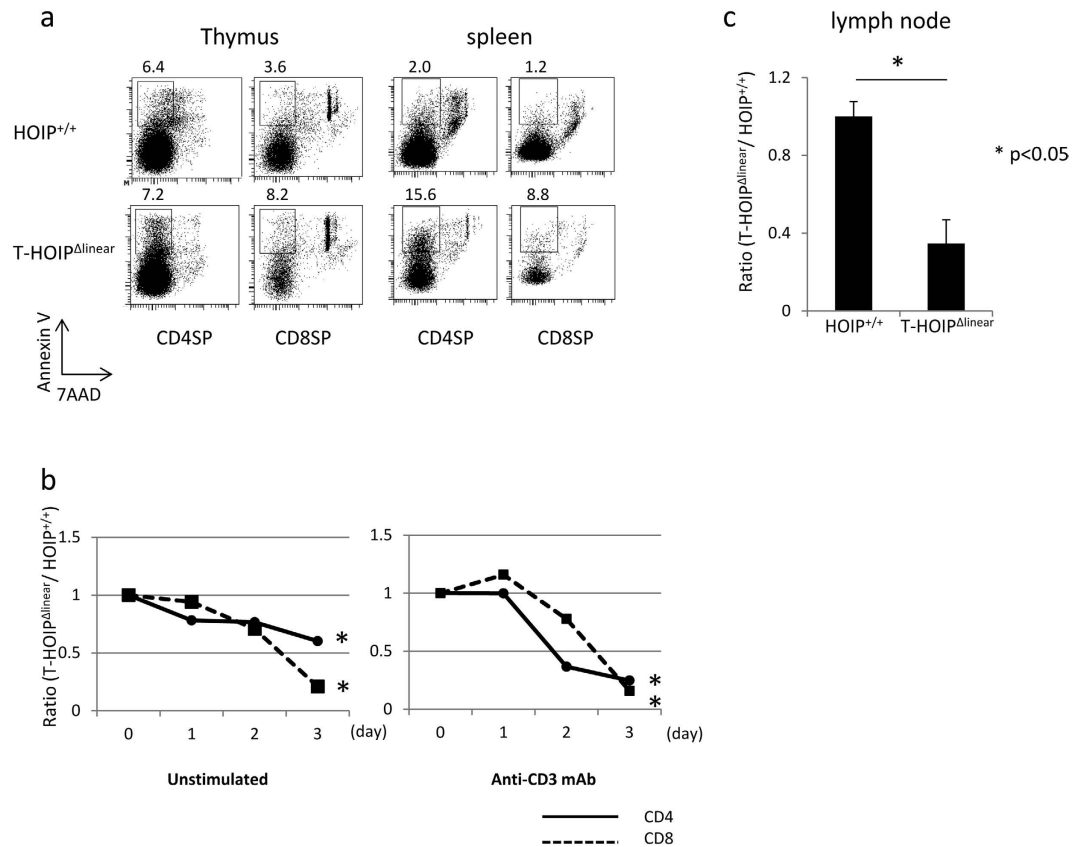 a
Thymus
spleen
6.4 3.6 2.0 1.2
HOIP+/+
M
7.2 8.2 15.6 8.8
T-HOIPΔlinear
CD4SP CD8SP CD4SP CD8SP
Annexin V
7AAD
c
lymph node
Ratio (T-HOIPΔlinear/ HOIP+/+)
1.2
0.8
0.4
0
*
* p<0.05
HOIP+/+ T-HOIPΔlinear
b
Ratio (T-HOIPΔlinear/ HOIP+/+)
1.5
1
0.5
0
*
*
0 1 2 3 (day)
Unstimulated
1.5
1
0.5
0
*
*
0 1 2 3 (day)
Anti-CD3 mAb
CD4
CD8